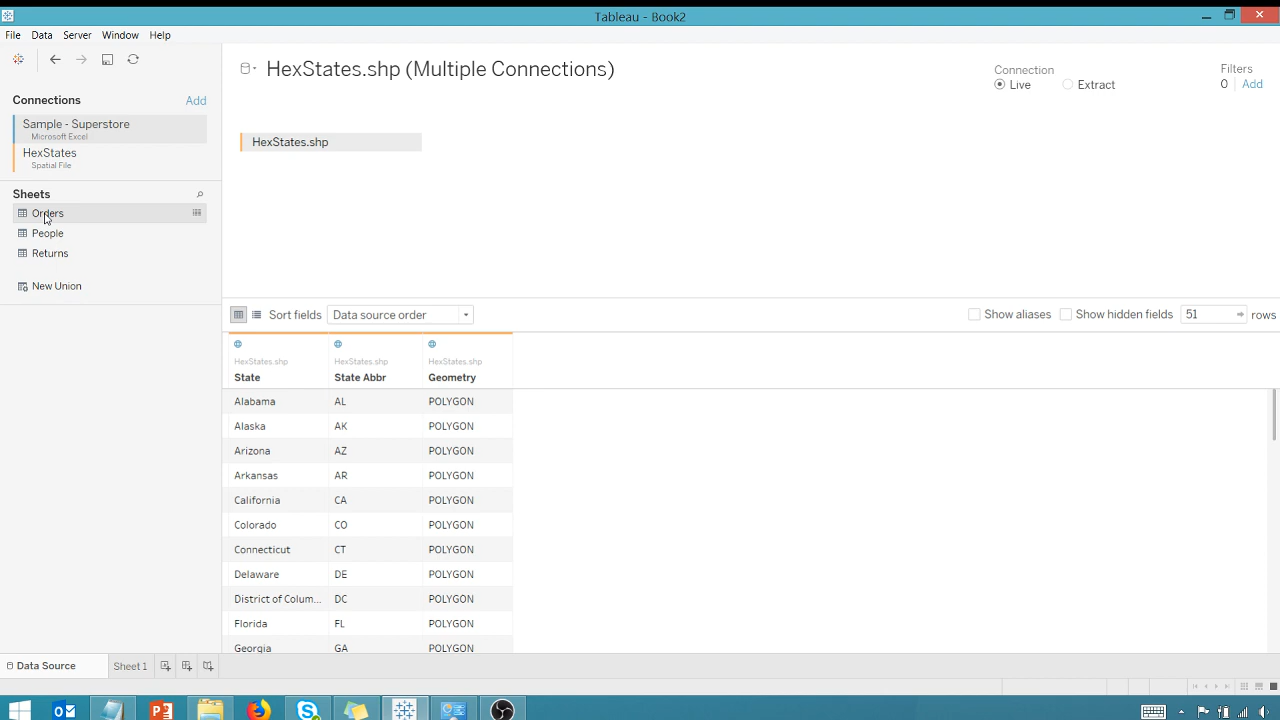 Tableau - Book2
File Data Server Window Help
HexStates.shp (Multiple Connections)
Connection
Live Extract
Filters
0 Add
Connections Add
Sample - Superstore
Microsoft Excel
HexStates
Spatial File
HexStates.shp
Sheets
Orders
People
Returns
New Union
Sort fields Data source order Show aliases Show hidden fields 51 rows
HexStates.shp HexStates.shp HexStates.shp
State State Abbr Geometry
Alabama AL POLYGON
Alaska AK POLYGON
Arizona AZ POLYGON
Arkansas AR POLYGON
California CA POLYGON
Colorado CO POLYGON
Connecticut CT POLYGON
Delaware DE POLYGON
District of Colum... DC POLYGON
Florida FL POLYGON
Georgia GA POLYGON
Data Source Sheet 1